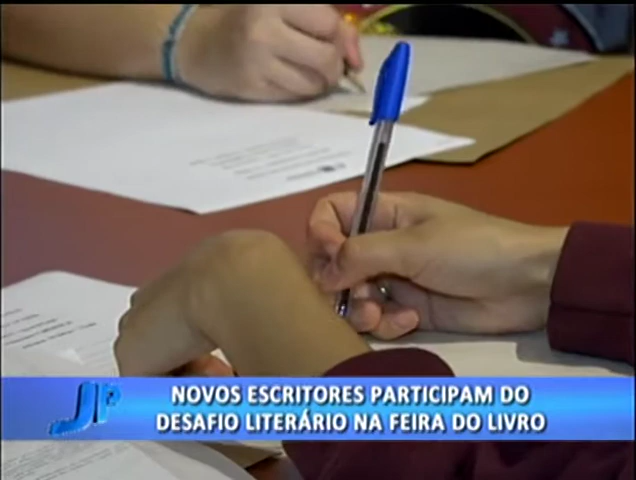 JP
NOVOS ESCRITORES PARTICIPAM DO
DESAFIO LITERÁRIO NA FEIRA DO LIVRO